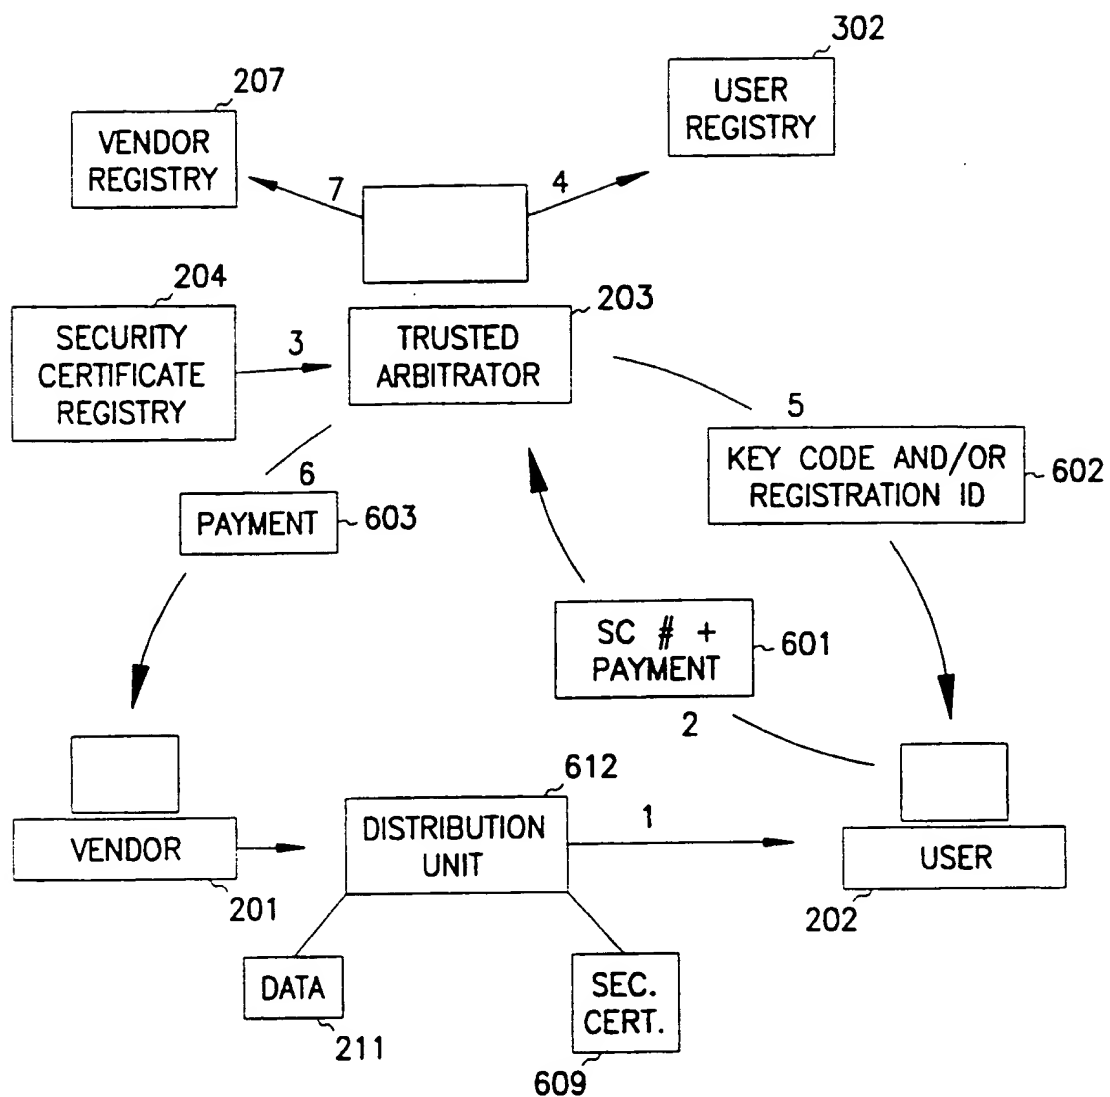 302
USER
REGISTRY
207
VENDOR
REGISTRY
7
4
204
SECURITY
CERTIFICATE
REGISTRY
3
203
TRUSTED
ARBITRATOR
5
KEY CODE AND/OR
REGISTRATION ID
602
6
PAYMENT
603
SC # +
PAYMENT
601
2
612
DISTRIBUTION
UNIT
1
VENDOR
201
USER
202
DATA
211
SEC.
CERT.
609